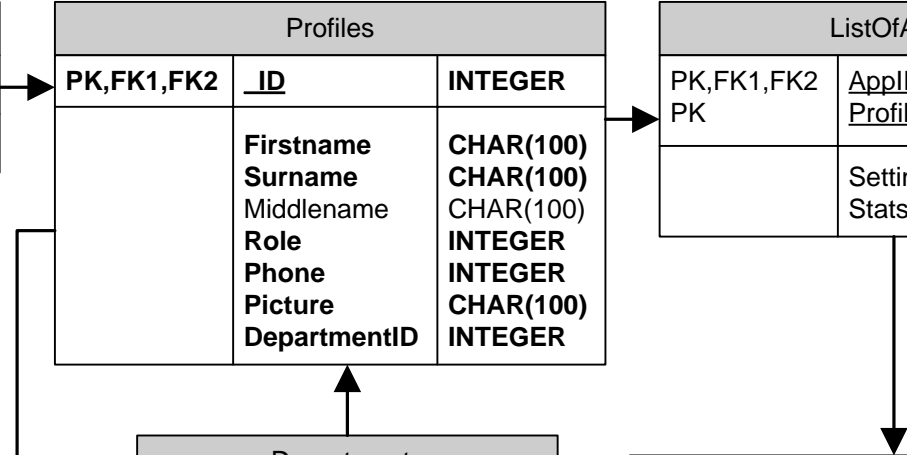 Profiles
PK,FK1,FK2 _ID INTEGER
Firstname CHAR(100)
Surname CHAR(100)
Middlename CHAR(100)
Role INTEGER
Phone INTEGER
Picture CHAR(100)
DepartmentID INTEGER
PK,FK1,FK2
PK
Stats